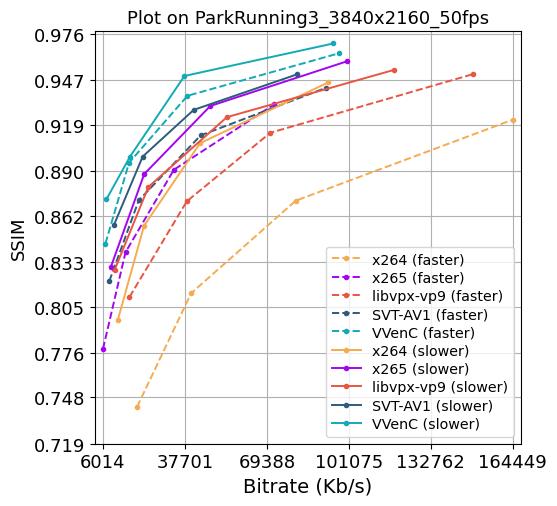 Plot on ParkRunning3_3840x2160_50fps
0.976
0.947
0.919
0.890
0.862
0.833
0.805
0.776
0.748
0.719
SSIM
x264 (faster)
x265 (faster)
libvpx-vp9 (faster)
SVT-AV1 (faster)
VVenC (faster)
x264 (slower)
x265 (slower)
libvpx-vp9 (slower)
SVT-AV1 (slower)
VVenC (slower)
6014 37701 69388 101075 132762 164449
Bitrate (Kb/s)